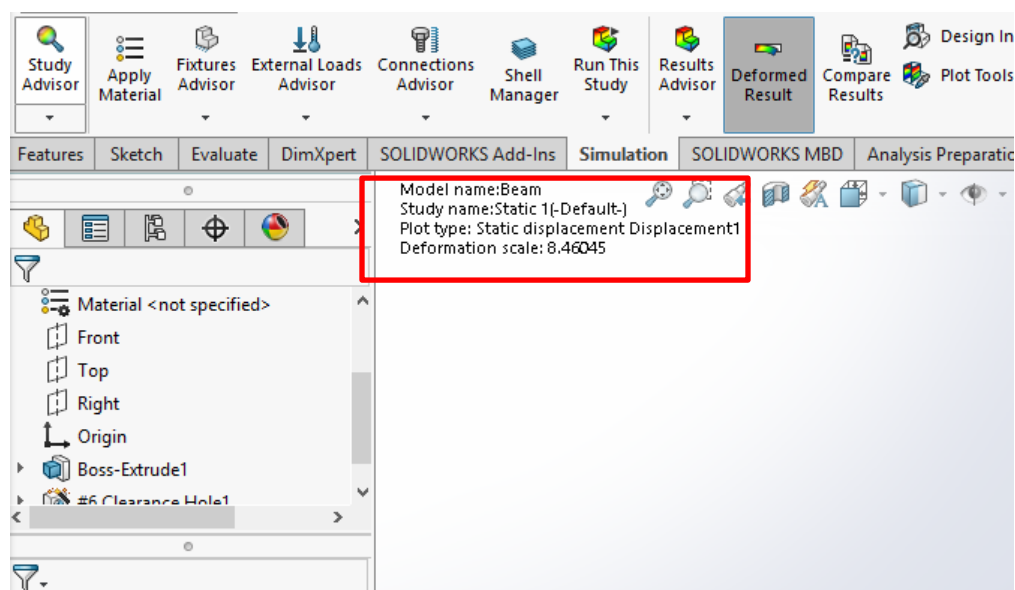 Study Advisor
Apply Material
Fixtures Advisor
External Loads Advisor
Connections Advisor
Shell Manager
Run This Study
Results Advisor
Deformed Result
Compare Results
Design In
Plot Tools
Features
Sketch
Evaluate
DimXpert
SOLIDWORKS Add-Ins
Simulation
SOLIDWORKS MBD
Analysis Preparatio
Model name:Beam
Study name:Static 1(-Default-)
Plot type: Static displacement Displacement1
Deformation scale: 8.46045
Material <not specified>
Front
Top
Right
Origin
Boss-Extrude1
#6 Clearance Hole1